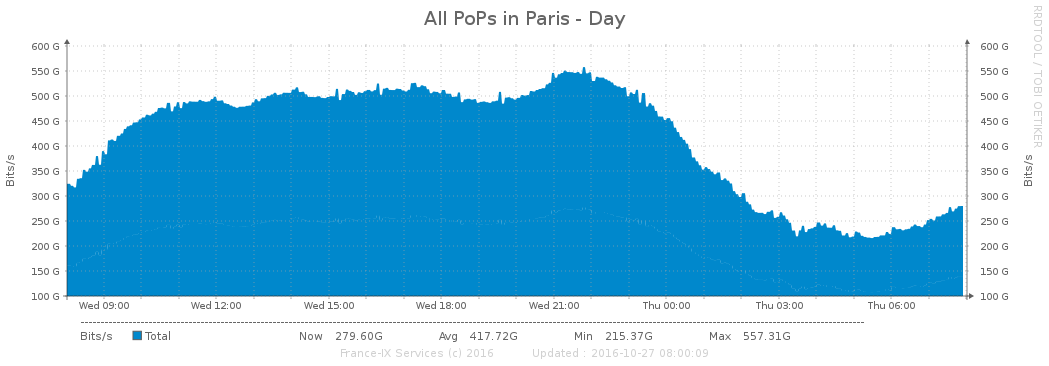 All PoPs in Paris - Day
RRDTOOL / TOBI OETIKER
Bits/s
600 G 600 G
550 G 550 G
500 G 500 G
450 G 450 G
400 G 400 G
350 G 350 G
300 G 300 G
250 G 250 G
200 G 200 G
150 G 150 G
100 G 100 G
Bits/s
Wed 09:00 Wed 12:00 Wed 15:00 Wed 18:00 Wed 21:00 Thu 00:00 Thu 03:00 Thu 06:00
Bits/s Total Now 279.60G Avg 417.72G Min 215.37G Max 557.31G
France-IX Services (c) 2016 Updated : 2016-10-27 08:00:09